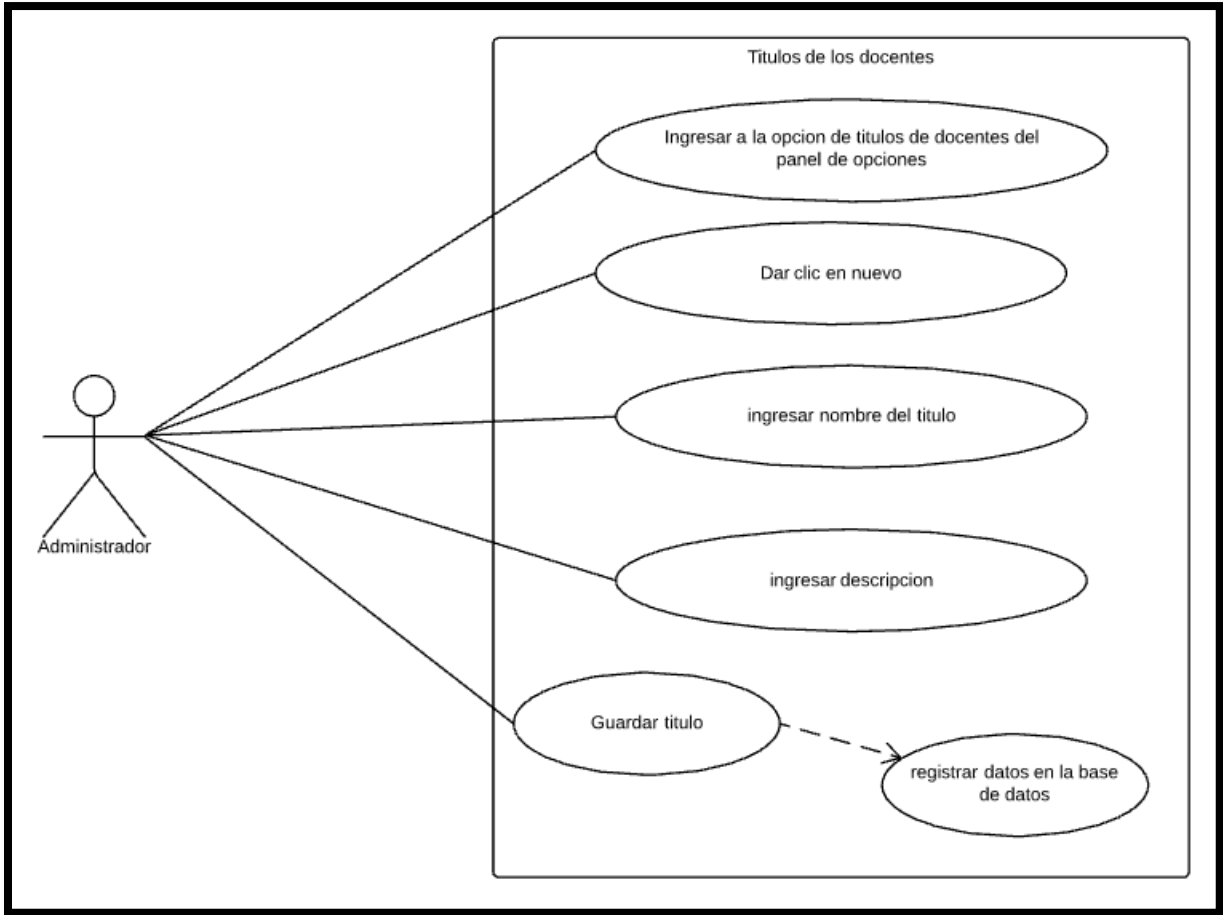 Titulos de los docentes
Ingresar a la opcion de titulos de docentes del
panel de opciones
Dar clic en nuevo
ingresar nombre del titulo
Administrador
ingresar descripcion
Guardar titulo
registrar datos en la base
de datos